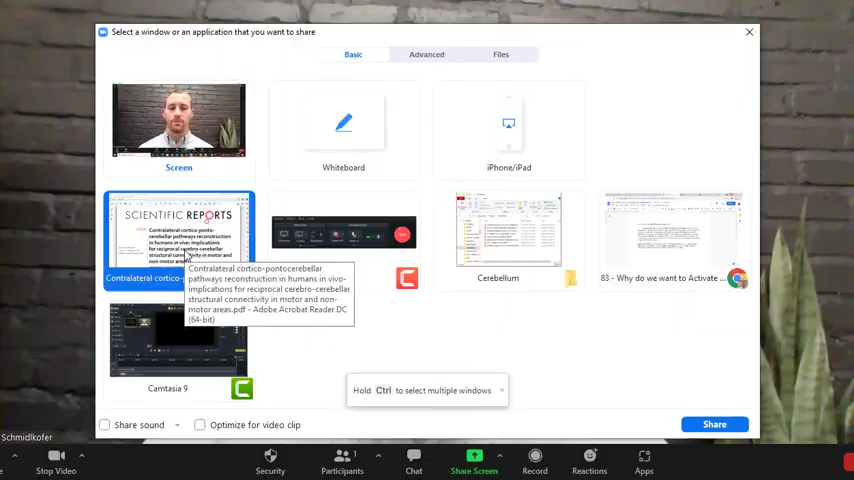 Select a window or an application that you want to share
Basic
Advanced
Files
Screen
Whiteboard
iPhone/iPad
SCIENTIFIC REPORTS
Contralateral cortico-ponto-
cerebellar pathways reconstruction
in humans in vivo: implications
for reciprocal cerebro-cerebellar
structural connectivity in motor and
non-motor areas
Contralateral cortico-
Contralateral cortico-pontocerebellar
pathways reconstruction in humans in vivo-
implications for reciprocal cerebro-cerebellar
structural connectivity in motor and non-
motor areas.pdf - Adobe Acrobat Reader DC
(64-bit)
Cerebellum
83 - Why do we want to Activate ...
Camtasia 9
Hold Ctrl to select multiple windows
Share sound
Optimize for video clip
Share
Schmidlkofer
Stop Video
Security
1
Participants
Chat
Share Screen
Record
Reactions
Apps